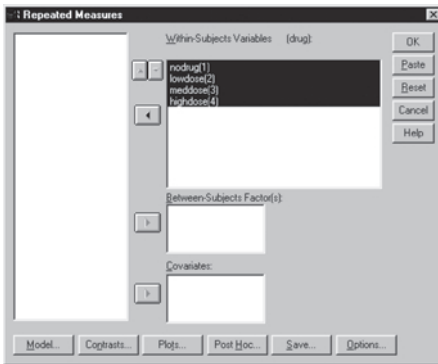 Repeated Measures
Within-Subjects Variables (drug):
OK
Paste
Reset
Cancel
Help
nodrug(1)
lowdose(2)
meddose(3)
highdose(4)
Between-Subjects Factor(s):
Covariates:
Model... Contrasts... Plots... Post Hoc... Save... Options...